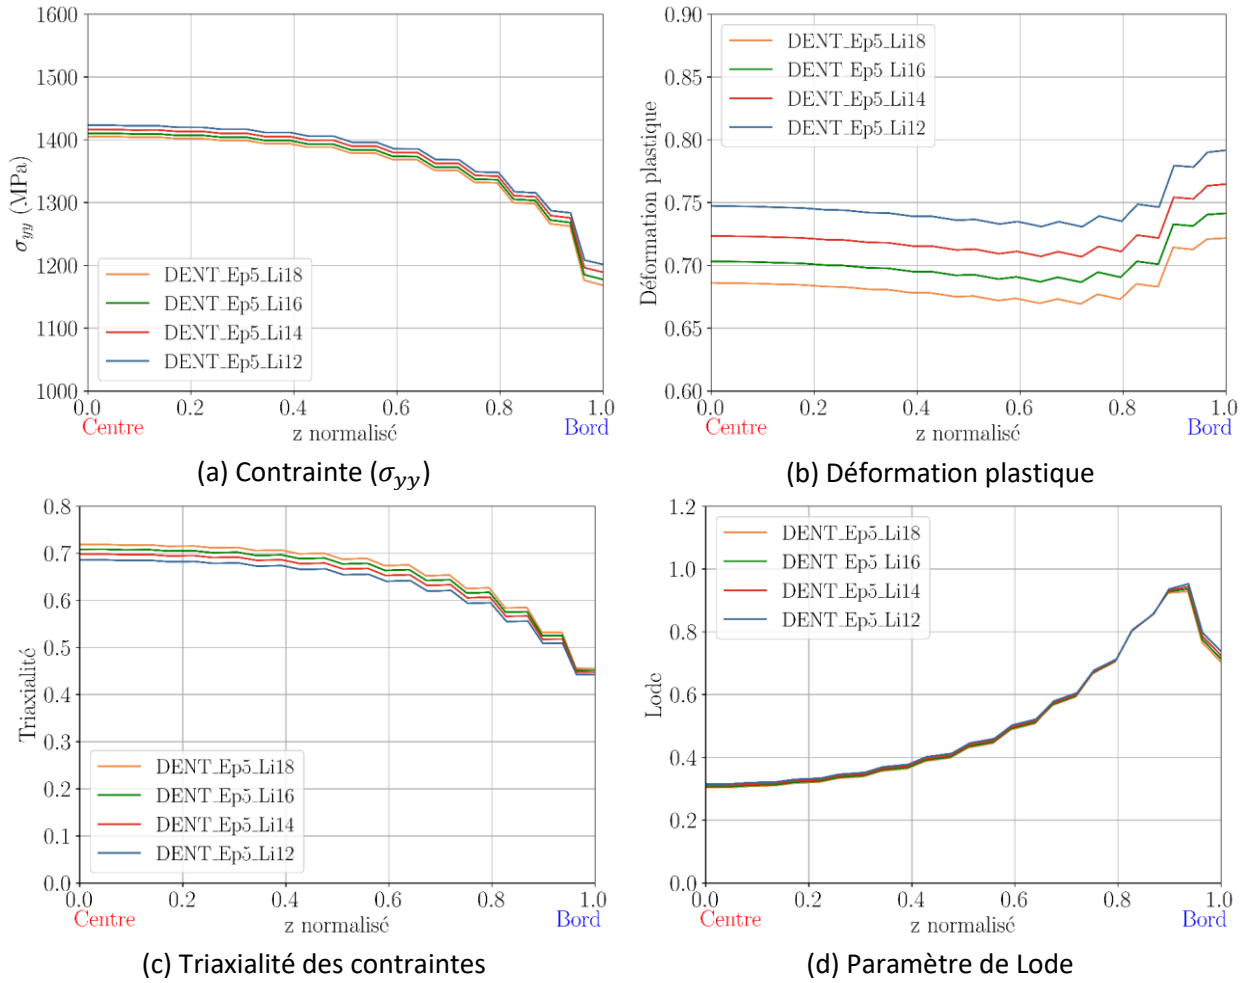 1600
1500
1400
1300
1200
1100
1000
σyy (MPa)
DENT_Ep5_Li18
DENT_Ep5_Li16
DENT_Ep5_Li14
DENT_Ep5_Li12
0.0 0.2 0.4 0.6 0.8 1.0
Centre z normalisé Bord
(a) Contrainte (σyy)
0.90
0.85
0.80
0.75
0.70
0.65
0.60
Déformation plastique
DENT_Ep5_Li18
DENT_Ep5_Li16
DENT_Ep5_Li14
DENT_Ep5_Li12
0.0 0.2 0.4 0.6 0.8 1.0
Centre z normalisé Bord
(b) Déformation plastique
0.8
0.7
0.6
0.5
0.4
0.3
0.2
0.1
0.0
Triaxialité
DENT_Ep5_Li18
DENT_Ep5_Li16
DENT_Ep5_Li14
DENT_Ep5_Li12
0.0 0.2 0.4 0.6 0.8 1.0
Centre z normalisé Bord
(c) Triaxialité des contraintes
1.2
1.0
0.8
0.6
0.4
0.2
0.0
Lode
DENT_Ep5_Li18
DENT_Ep5_Li16
DENT_Ep5_Li14
DENT_Ep5_Li12
0.0 0.2 0.4 0.6 0.8 1.0
Centre z normalisé Bord
(d) Paramètre de Lode